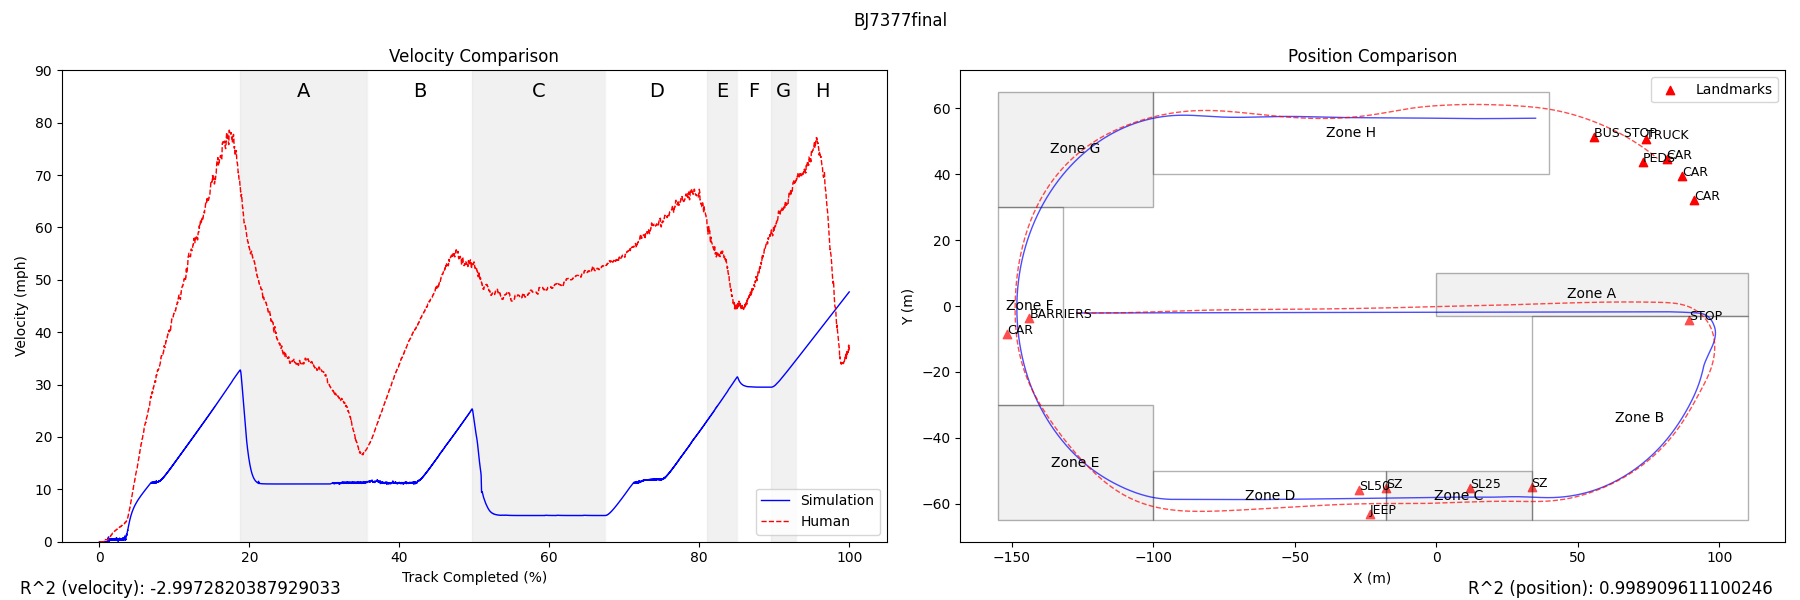 BJ7377final
Velocity Comparison
90
80
70
60
50
40
30
20
10
0
Velocity (mph)
A
B
C
D
E
F
G
H
Simulation
Human
0
20
40
60
80
100
Track Completed (%)
R^2 (velocity): -2.9972820387929033
Position Comparison
60
40
20
0
−20
−40
−60
Y (m)
Landmarks
BUS STOP
TRUCK
PEDS
CAR
CAR
CAR
Zone H
Zone G
Zone A
Zone F
BARRIERS
CAR
STOP
Zone B
Zone E
Zone D
SL50
SZ
Zone C
SL25
SZ
JEEP
−150
−100
−50
0
50
100
X (m)
R^2 (position): 0.998909611100246